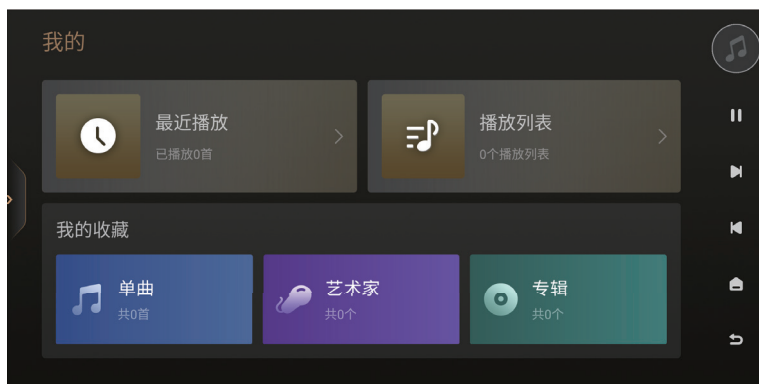 我的
最近播放
已播放0首
播放列表
0个播放列表
我的收藏
单曲
共0首
艺术家
共0个
专辑
共0个